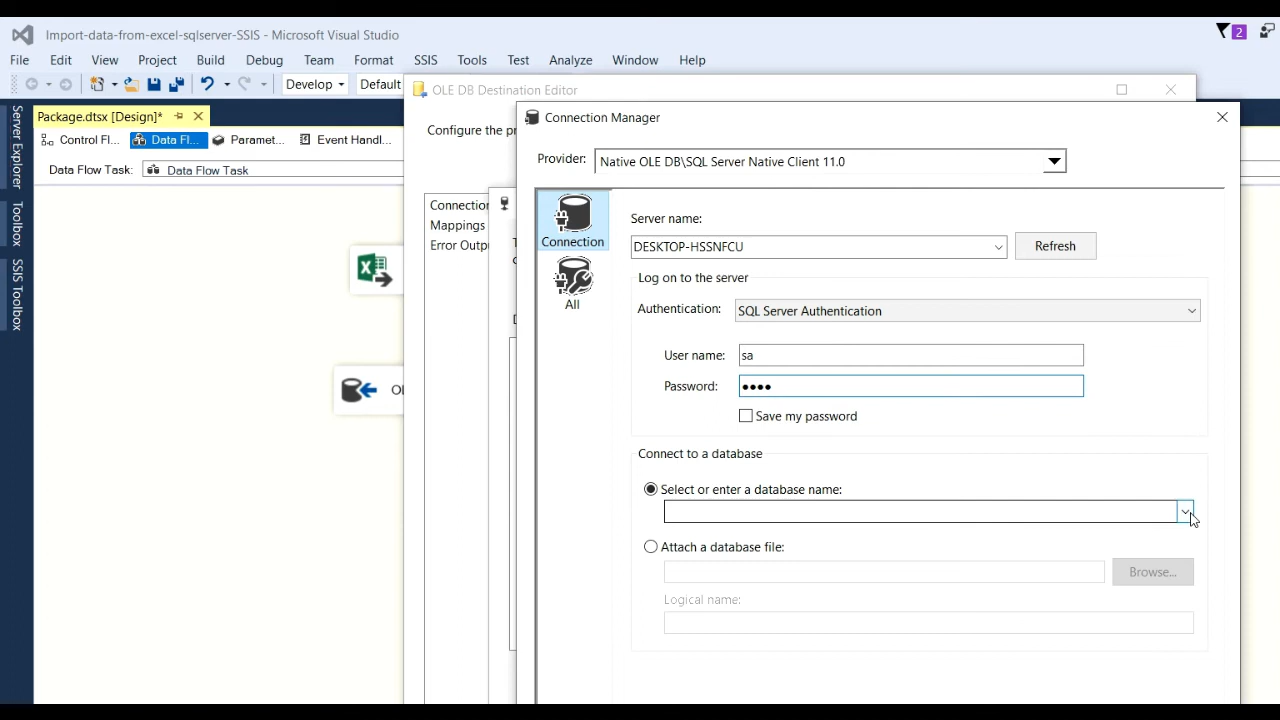 Import-data-from-excel-sqlserver-SSIS - Microsoft Visual Studio
2
File Edit View Project Build Debug Team Format SSIS Tools Test Analyze Window Help
Develop Default
OLE DB Destination Editor
Package.dtsx [Design]*
Connection Manager
Configure the
Control Fl... Data Fl... Paramet... Event Handl...
Provider: Native OLE DB\SQL Server Native Client 11.0
Data Flow Task: Data Flow Task
Server Explorer
Toolbox
SSIS Toolbox
Connection
Mappings
Error Outp
Connection
All
Server name:
DESKTOP-HSSNFCU Refresh
Log on to the server
Authentication: SQL Server Authentication
User name: sa
Password: ●●●●
Save my password
Connect to a database
Select or enter a database name:
Attach a database file:
Browse...
Logical name: